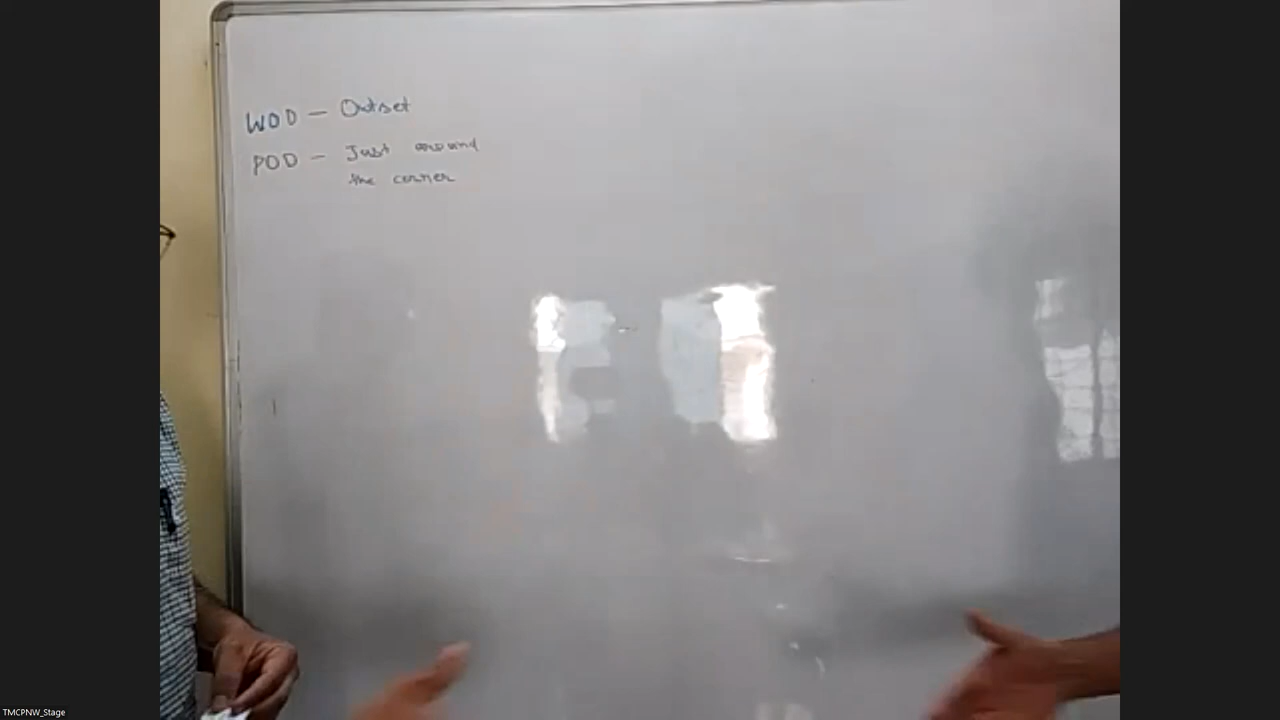 WOD – Outset
POD – Just around
the corner
TMCPNW_Stage